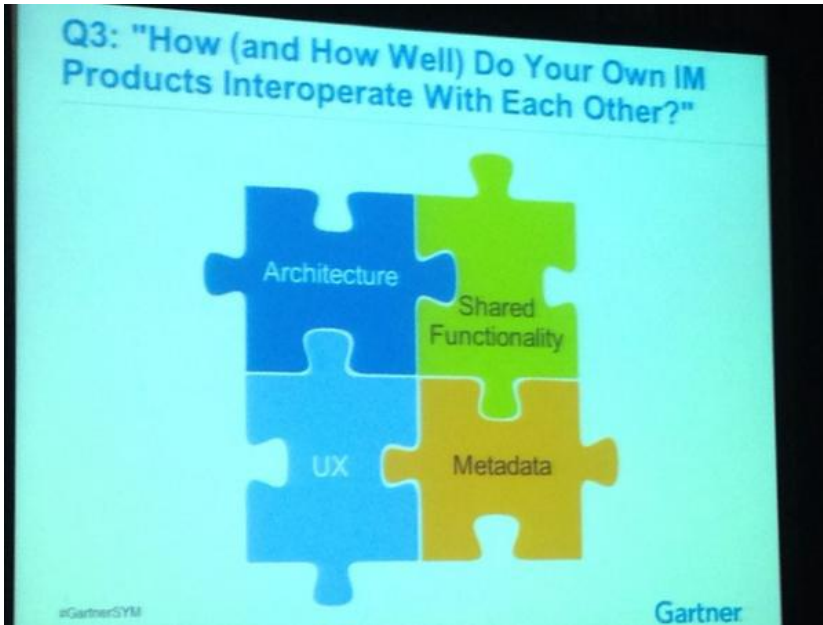 Q3: "How (and How Well) Do Your Own IM
Products Interoperate With Each Other?"
Architecture
Shared
Functionality
UX
Metadata
#GartnerSYM
Gartner